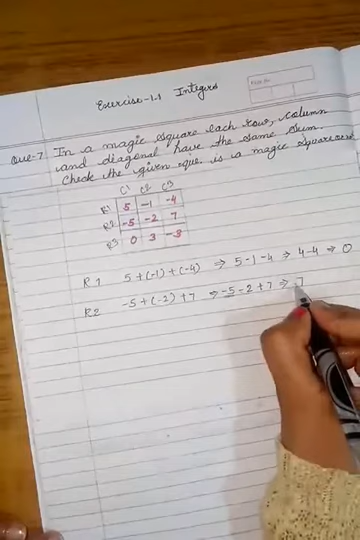 Exercise-1.1 Integers
Que-7 In a magic square each row, column
and diagonal have the same sum.
Check the given que. is a magic square
C1 C2 C3
R1 5 -1 -4
R2 -5 -2 7
R3 0 3 -3
R1 5+(-1)+(-4) ⇒ 5-1-4 ⇒ 4-4 ⇒ 0
R2 -5+(-2)+7 ⇒ -5-2+7 ⇒ -7